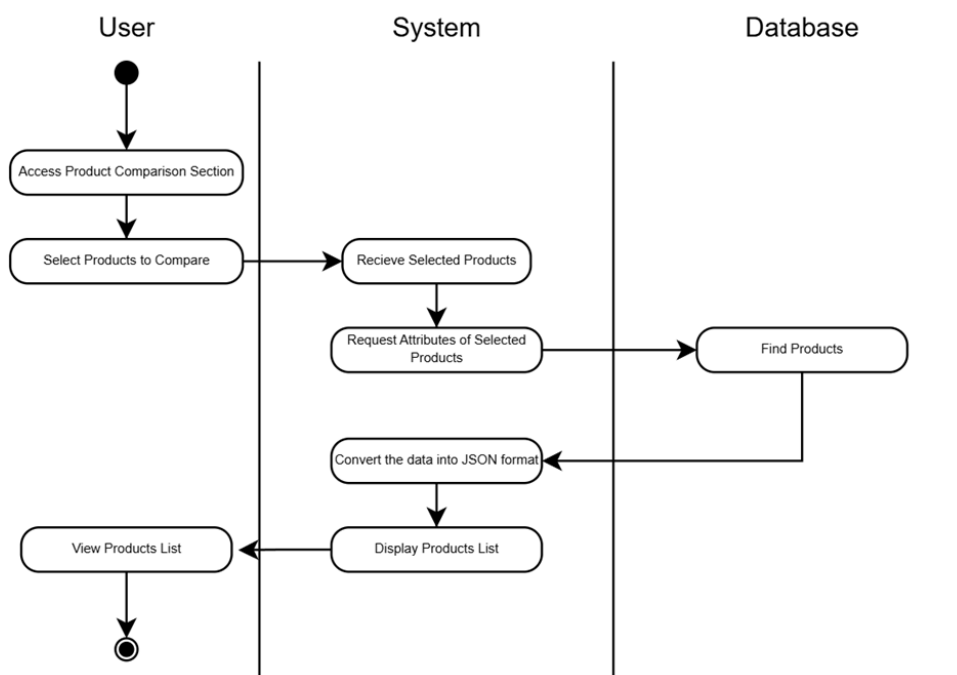 User
System
Database
Access Product Comparison Section
Select Products to Compare
Recieve Selected Products
Request Attributes of Selected
Products
Find Products
Convert the data into JSON format
View Products List
Display Products List